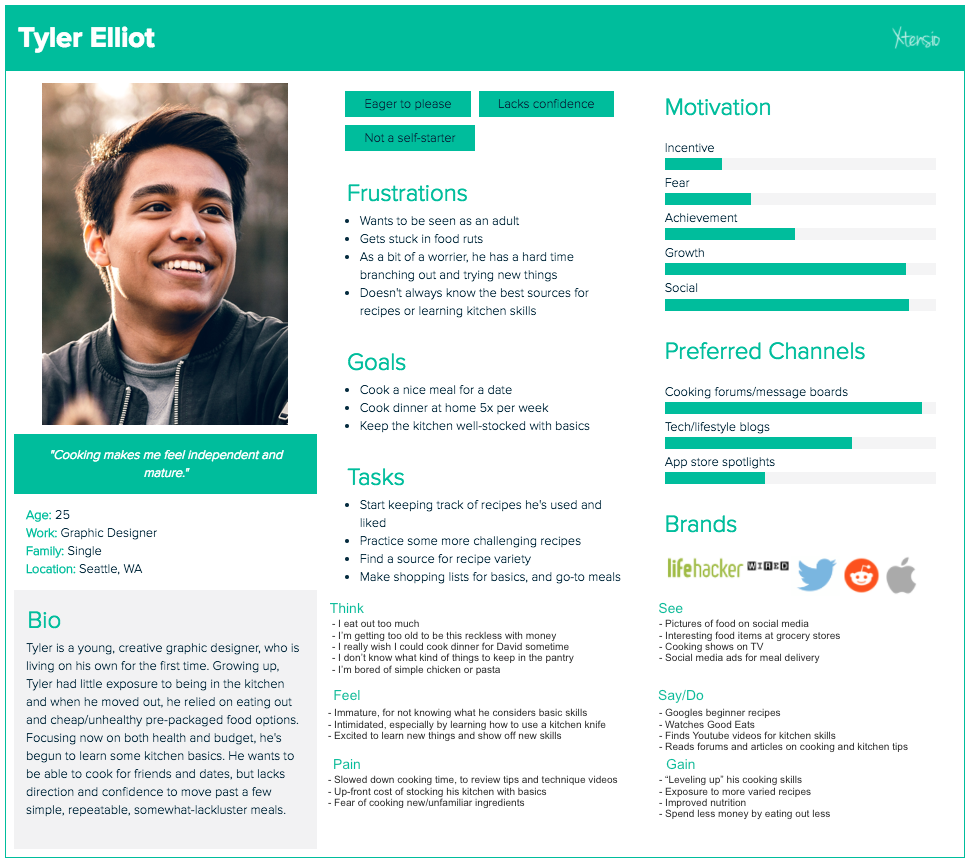 Tyler Elliot
Xtensio
"Cooking makes me feel independent and
mature."
Age: 25
Work: Graphic Designer
Family: Single
Location: Seattle, WA
Bio
Tyler is a young, creative graphic designer, who is
living on his own for the first time. Growing up,
Tyler had little exposure to being in the kitchen
and when he moved out, he relied on eating out
and cheap/unhealthy pre-packaged food options.
Focusing now on both health and budget, he's
begun to learn some kitchen basics. He wants to
be able to cook for friends and dates, but lacks
direction and confidence to move past a few
simple, repeatable, somewhat-lackluster meals.
Eager to please
Lacks confidence
Not a self-starter
Frustrations
• Wants to be seen as an adult
• Gets stuck in food ruts
• As a bit of a worrier, he has a hard time
branching out and trying new things
• Doesn't always know the best sources for
recipes or learning kitchen skills
Goals
• Cook a nice meal for a date
• Cook dinner at home 5x per week
• Keep the kitchen well-stocked with basics
Tasks
• Start keeping track of recipes he's used and
liked
• Practice some more challenging recipes
• Find a source for recipe variety
• Make shopping lists for basics, and go-to meals
Think
- I eat out too much
- I'm getting too old to be this reckless with money
- I really wish I could cook dinner for David sometime
- I don't know what kind of things to keep in the pantry
- I'm bored of simple chicken or pasta
Feel
- Immature, for not knowing what he considers basic skills
- Intimidated, especially by learning how to use a kitchen knife
- Excited to learn new things and show off new skills
Pain
- Slowed down cooking time, to review tips and technique videos
- Up-front cost of stocking his kitchen with basics
- Fear of cooking new/unfamiliar ingredients
Motivation
Incentive
Fear
Achievement
Growth
Social
Preferred Channels
Cooking forums/message boards
Tech/lifestyle blogs
App store spotlights
Brands
lifehacker WIRED
See
- Pictures of food on social media
- Interesting food items at grocery stores
- Cooking shows on TV
- Social media ads for meal delivery
Say/Do
- Googles beginner recipes
- Watches Good Eats
- Finds Youtube videos for kitchen skills
- Reads forums and articles on cooking and kitchen tips
Gain
- “Leveling up” his cooking skills
- Exposure to more varied recipes
- Improved nutrition
- Spend less money by eating out less